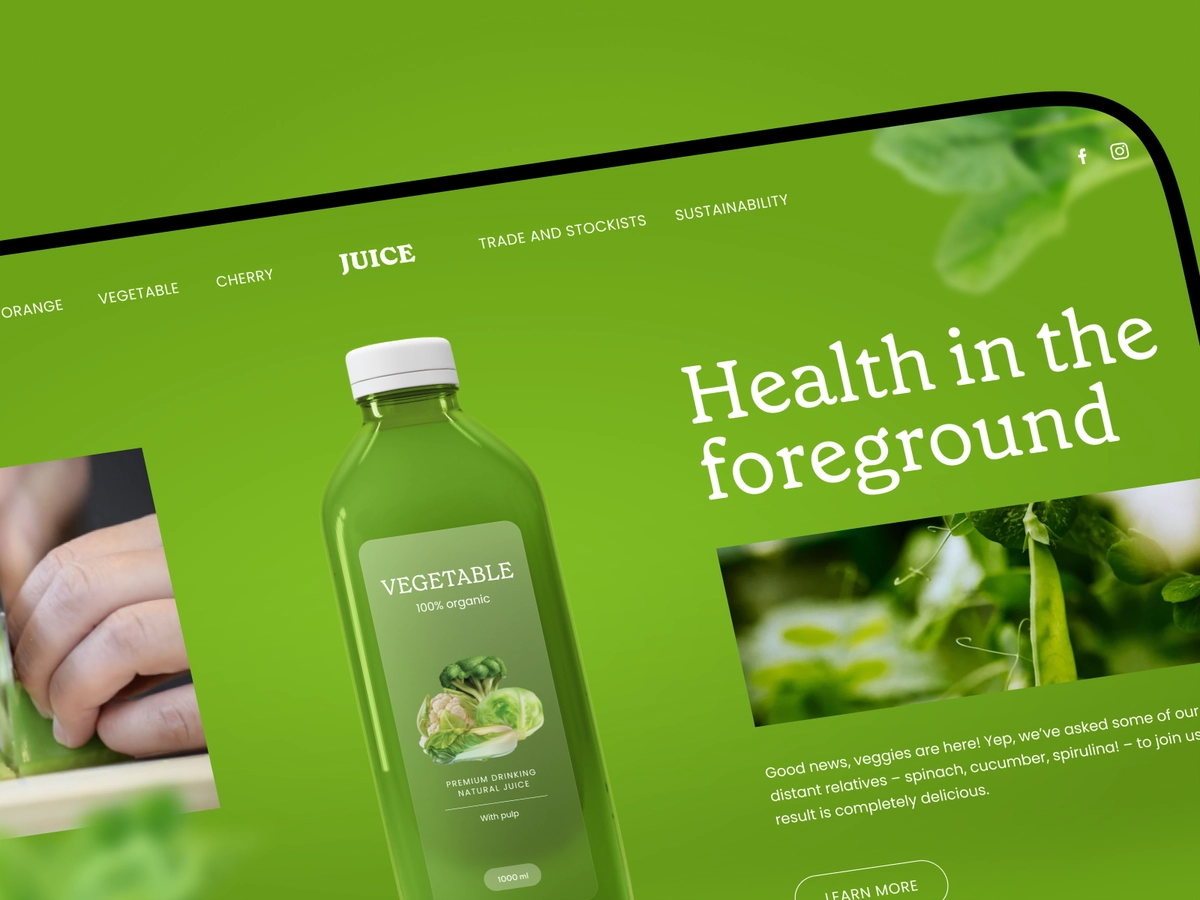 ORANGE
VEGETABLE
CHERRY
JUICE
TRADE AND STOCKISTS
SUSTAINABILITY
Health in the
foreground
VEGETABLE
100% organic
PREMIUM DRINKING
NATURAL JUICE
With pulp
1000 ml
Good news, veggies are here! Yep, we've asked some of our
distant relatives – spinach, cucumber, spirulina! – to join us
result is completely delicious.
LEARN MORE